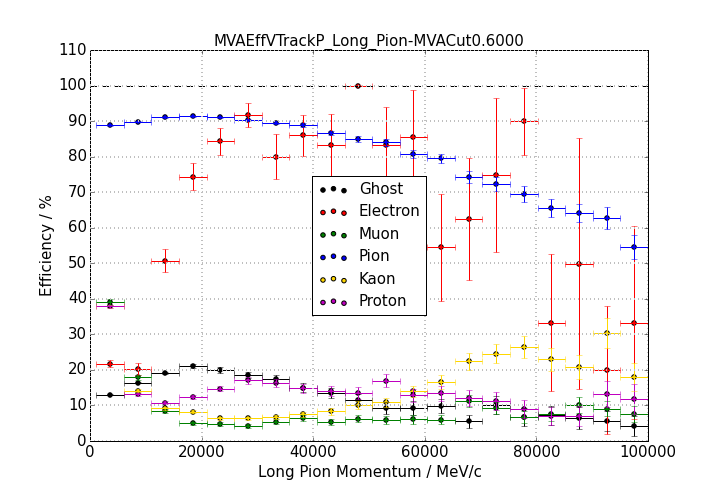 MVAEffVTrackP_Long_Pion-MVACut0.6000
110
100
90
80
70
60
50
40
30
20
10
0
Efficiency / %
Ghost
Electron
Muon
Pion
Kaon
Proton
0 20000 40000 60000 80000 100000
Long Pion Momentum / MeV/c